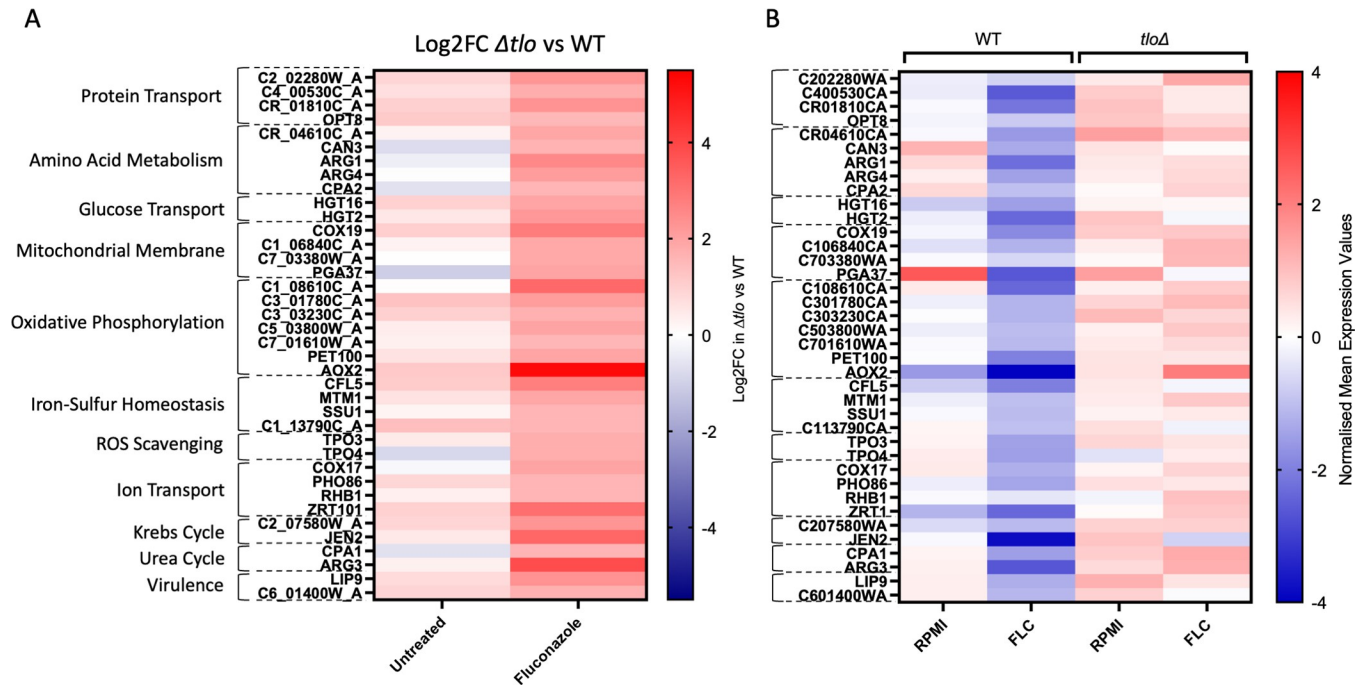 A
Log2FC Δtlo vs WT
Protein Transport
Amino Acid Metabolism
Glucose Transport
Mitochondrial Membrane
Oxidative Phosphorylation
Iron-Sulfur Homeostasis
ROS Scavenging
Ion Transport
Krebs Cycle
Urea Cycle
Virulence
C2_02280W_A
C4_00530C_A
CR_01810C_A
OPT8
CR_04610C_A
CAN3
ARG1
ARG4
CPA2
HGT16
HGT2
COX19
C1_06840C_A
C7_03380W_A
PGA37
C1_08610C_A
C3_01780C_A
C3_03230C_A
C5_03800W_A
C7_01610W_A
PET100
AOX2
CFL5
MTM1
SSU1
C1_13790C_A
TPO3
TPO4
COX17
PHO86
RHB1
ZRT101
C2_07580W_A
JEN2
CPA1
ARG3
LIP9
C6_01400W_A
Untreated
Fluconazole
4
2
0
-2
-4
Log2FC in Δtlo vs WT
B
WT
tloΔ
C202280WA
C400530CA
CR01810CA
OPT8
CR04610CA
CAN3
ARG1
ARG4
CPA2
HGT16
HGT2
COX19
C106840CA
C703380WA
PGA37
C108610CA
C301780CA
C303230CA
C503800WA
C701610WA
PET100
AOX2
CFL5
MTM1
SSU1
C113790CA
TPO3
TPO4
COX17
PHO86
RHB1
ZRT1
C207580WA
JEN2
CPA1
ARG3
LIP9
C601400WA
RPMI
FLC
RPMI
FLC
4
2
0
-2
-4
Normalised Mean Expression Values